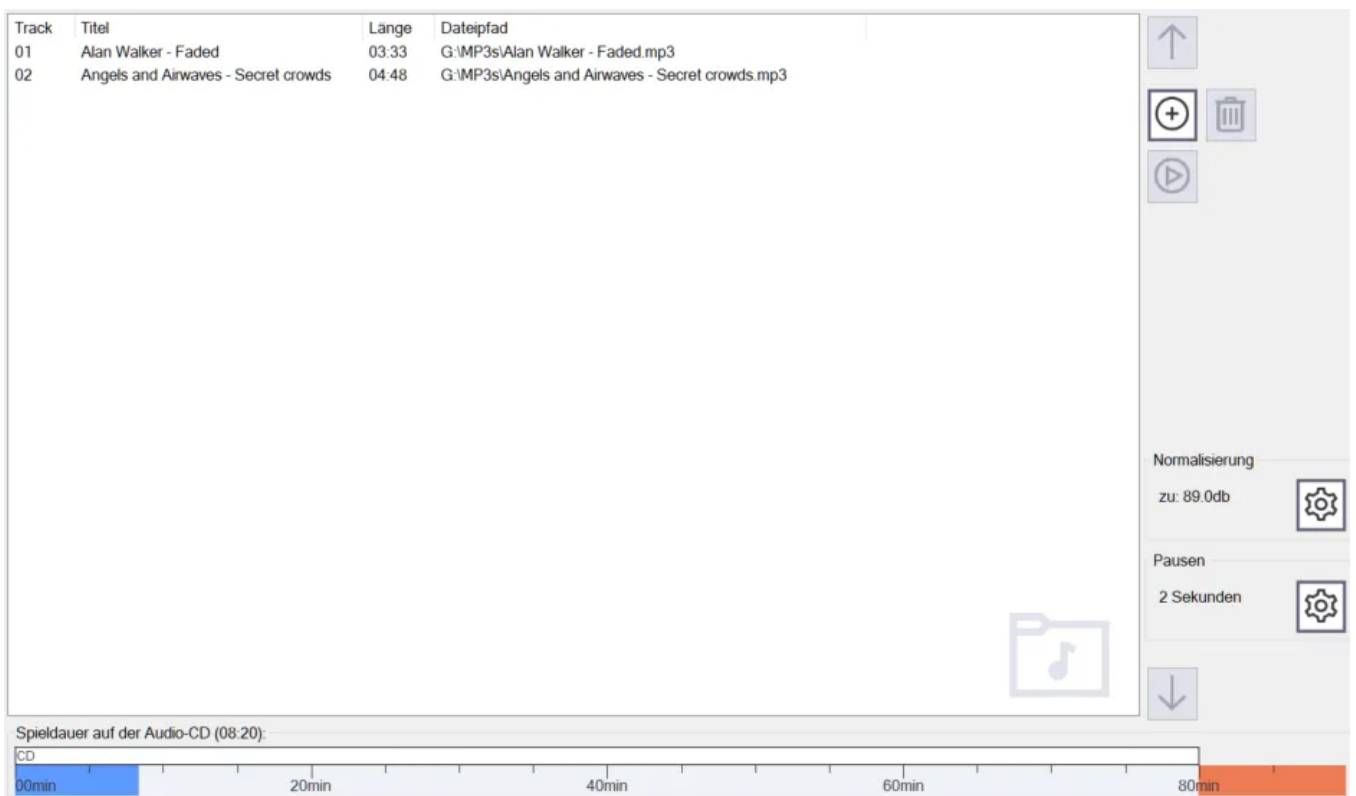 Track Titel Länge Dateipfad
01 Alan Walker - Faded 03:33 G:\MP3s\Alan Walker - Faded.mp3
02 Angels and Airwaves - Secret crowds 04:48 G:\MP3s\Angels and Airwaves - Secret crowds.mp3
Normalisierung
zu: 89.0db
Pausen
2 Sekunden
Spieldauer auf der Audio-CD (08:20):
CD
00min 20min 40min 60min 80min